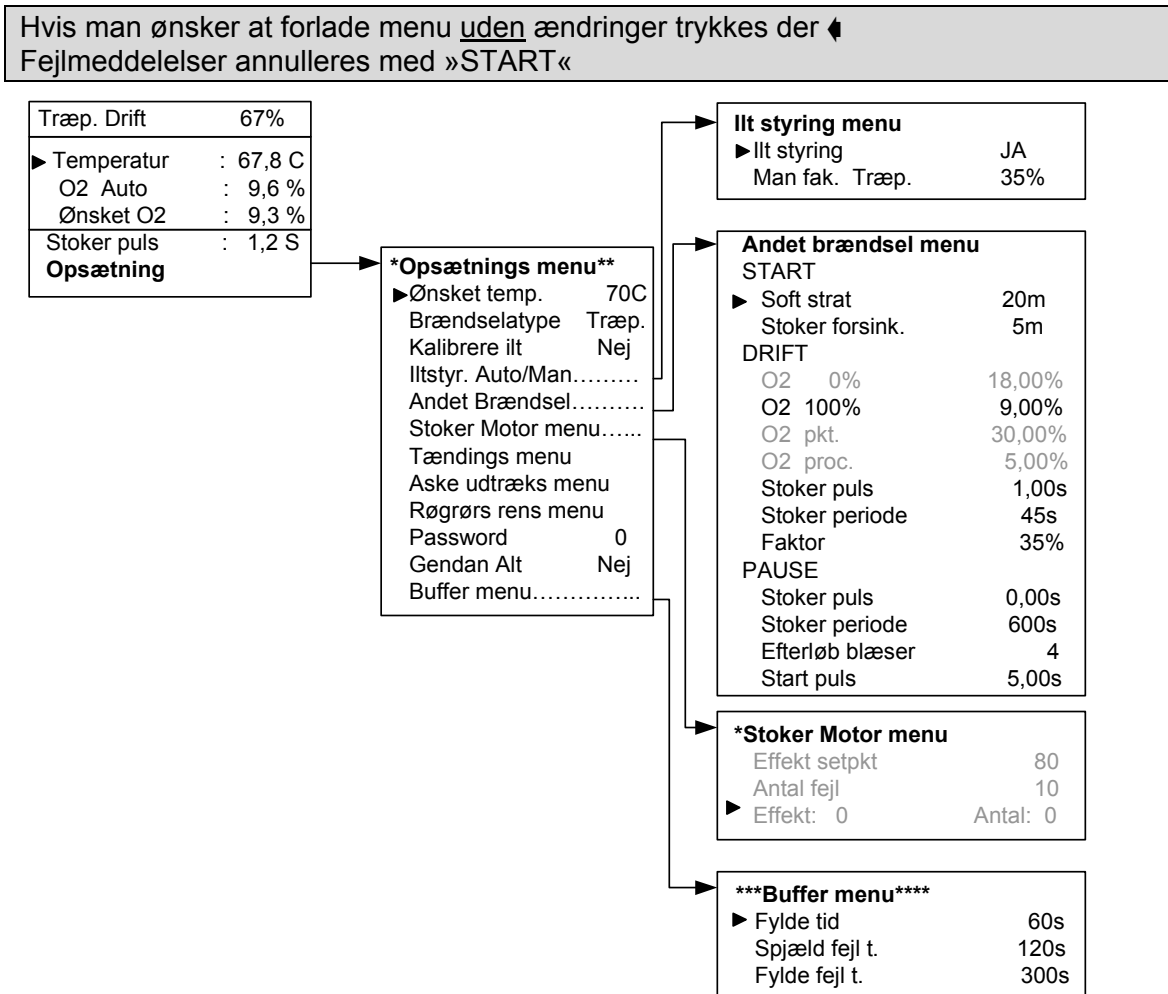 Hvis man ønsker at forlade menu uden ændringer trykkes der
Fejlmeddelelser annulleres med »START«
Træp. Drift 67%
Temperatur : 67,8 C
O2 Auto : 9,6 %
Ønsket O2 : 9,3 %
Stoker puls : 1,2 S
Opsætning
*Opsætnings menu**
Ønsket temp. 70C
Brændselatype Træp.
Kalibrere ilt Nej
Iltstyr. Auto/Man………
Andet Brændsel……….
Stoker Motor menu…...
Tændings menu
Aske udtræks menu
Røgrørs rens menu
Password 0
Gendan Alt Nej
Buffer menu…………...
Ilt styring menu
Ilt styring JA
Man fak. Træp. 35%
Andet brændsel menu
START
Soft strat 20m
Stoker forsink. 5m
DRIFT
O2 0% 18,00%
O2 100% 9,00%
O2 pkt. 30,00%
O2 proc. 5,00%
Stoker puls 1,00s
Stoker periode 45s
Faktor 35%
PAUSE
Stoker puls 0,00s
Stoker periode 600s
Efterløb blæser 4
Start puls 5,00s
*Stoker Motor menu
Effekt setpkt 80
Antal fejl 10
Effekt: 0 Antal: 0
***Buffer menu****
Fylde tid 60s
Spjæld fejl t. 120s
Fylde fejl t. 300s